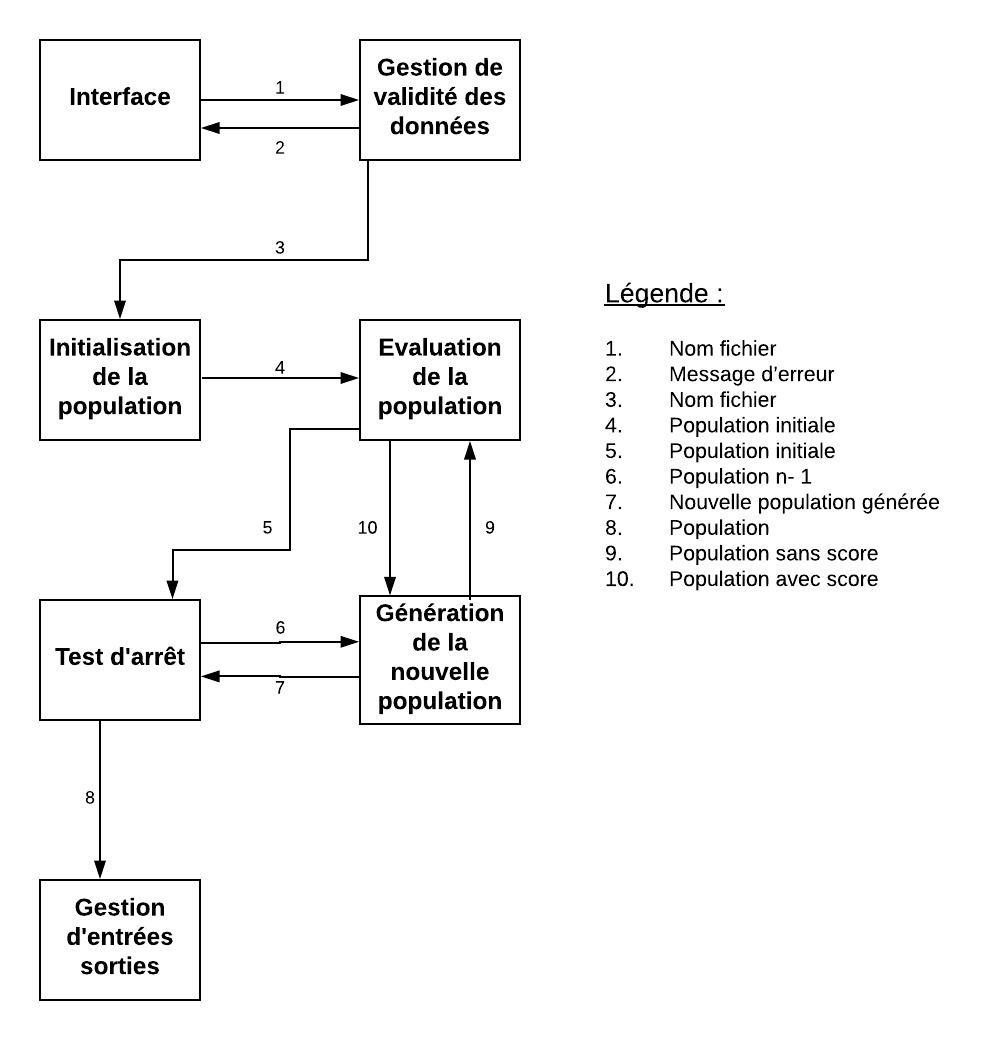 Interface
1
2
Gestion de
validité des
données
3
Initialisation
de la
population
4
Evaluation
de la
population
5
10
9
Test d'arrêt
6
7
Génération
de la
nouvelle
population
8
Gestion
d'entrées
sorties
Légende :
1. Nom fichier
2. Message d’erreur
3. Nom fichier
4. Population initiale
5. Population initiale
6. Population n- 1
7. Nouvelle population générée
8. Population
9. Population sans score
10. Population avec score